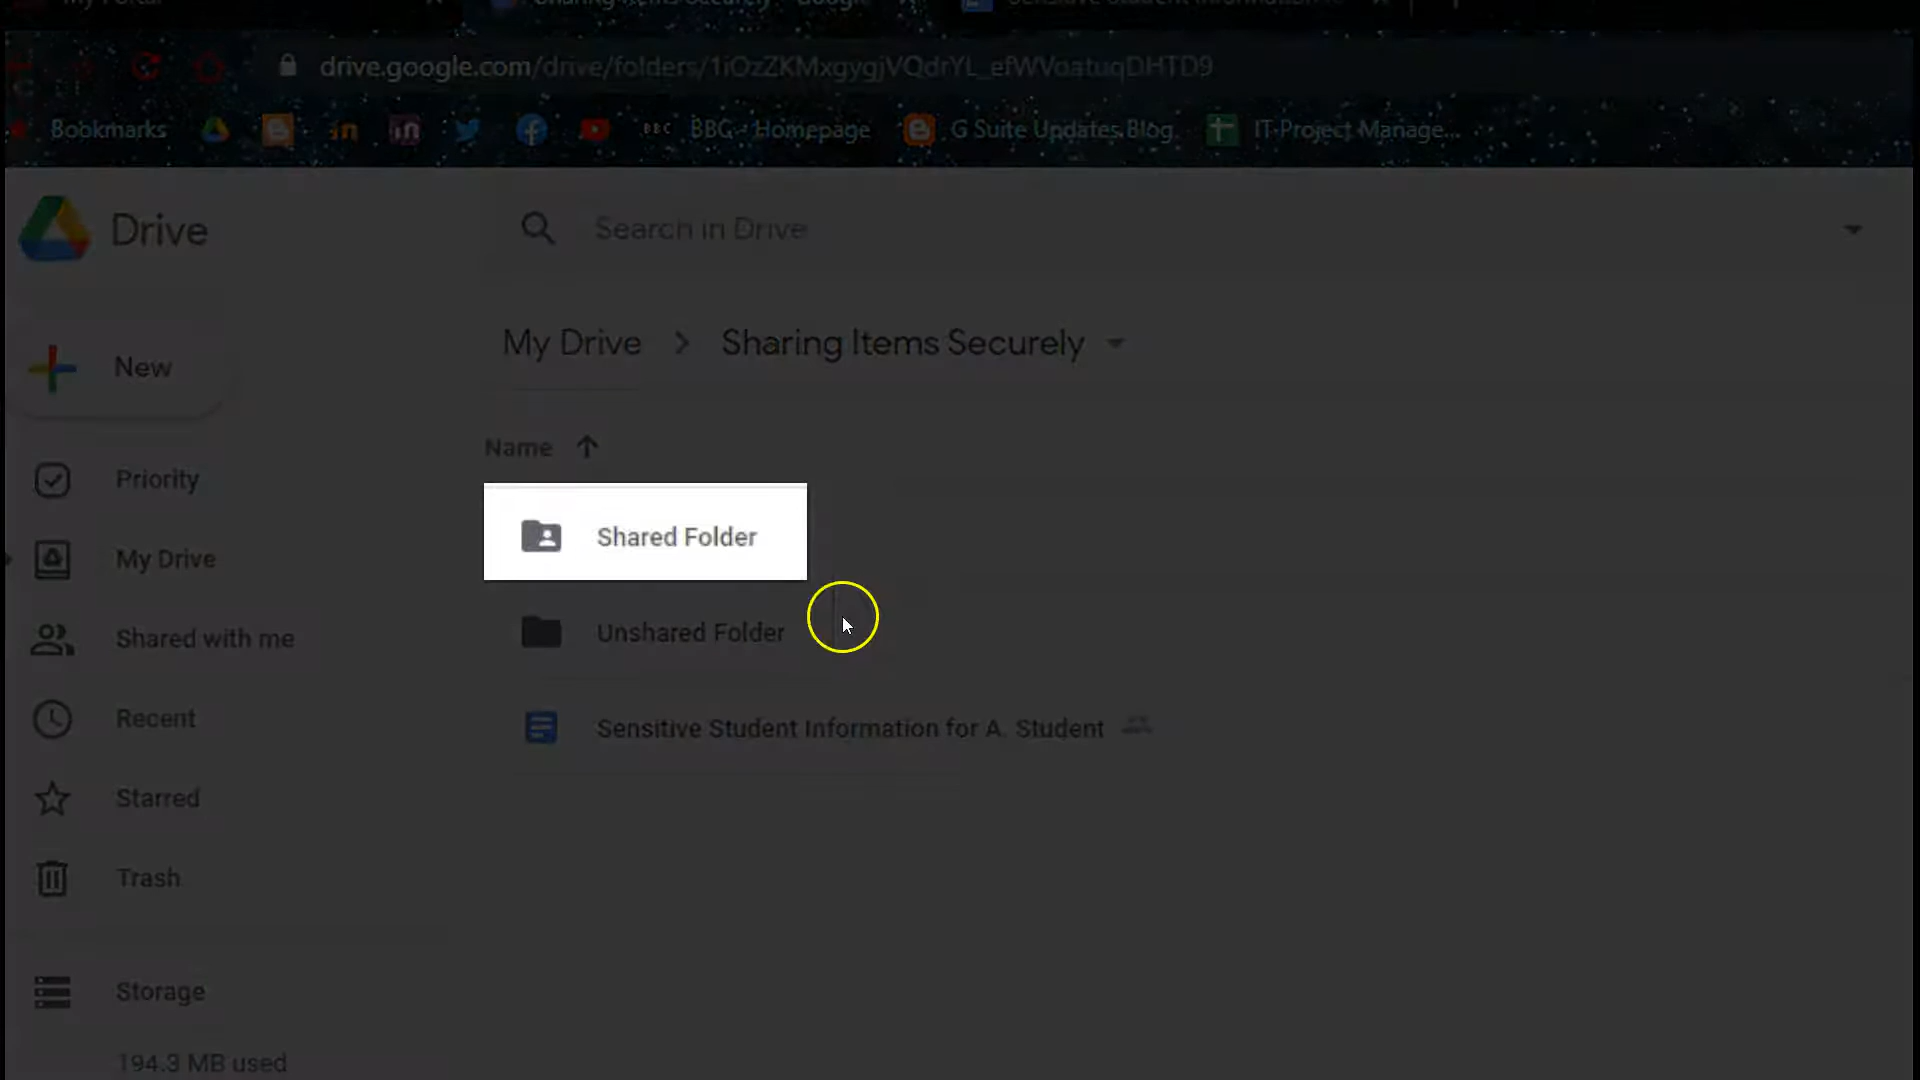 drive.google.com/drive/folders/1iOzZKMxgygjVQdrYL_efWVoatuqDHTD9
Bookmarks BBC BBG - Homepage G Suite Updates Blog IT-Project Manage...
Drive
Search in Drive
My Drive > Sharing Items Securely
New
Name
Priority
Shared Folder
My Drive
Unshared Folder
Shared with me
Recent
Sensitive Student Information for A. Student
Starred
Trash
Storage
194.3 MB used